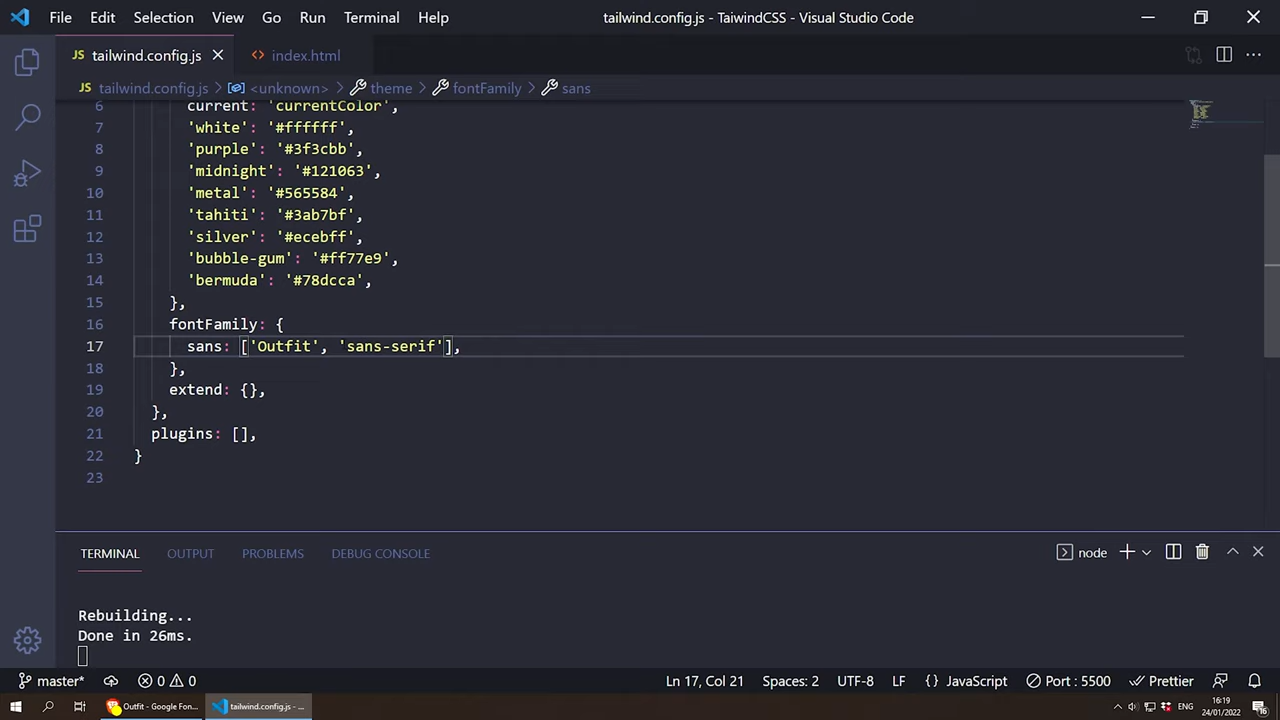 File Edit Selection View Go Run Terminal Help tailwind.config.js - TaiwindCSS - Visual Studio Code
JS tailwind.config.js index.html
JS tailwind.config.js <unknown> theme fontFamily sans
6 current: 'currentColor',
7 'white': '#ffffff',
8 'purple': '#3f3cbb',
9 'midnight': '#121063',
10 'metal': '#565584',
11 'tahiti': '#3ab7bf',
12 'silver': '#ecebff',
13 'bubble-gum': '#ff77e9',
14 'bermuda': '#78dcca',
15 },
16 fontFamily: {
17 sans: ['Outfit', 'sans-serif'],
18 },
19 extend: {},
20 },
21 plugins: [],
22 }
23
TERMINAL OUTPUT PROBLEMS DEBUG CONSOLE node
Rebuilding...
Done in 26ms.
master* 0 0 Ln 17, Col 21 Spaces: 2 UTF-8 LF {} JavaScript Port : 5500 Prettier
Outfit - Google Fon... tailwind.config.js - ... ENG 16:19
24/01/2022 16